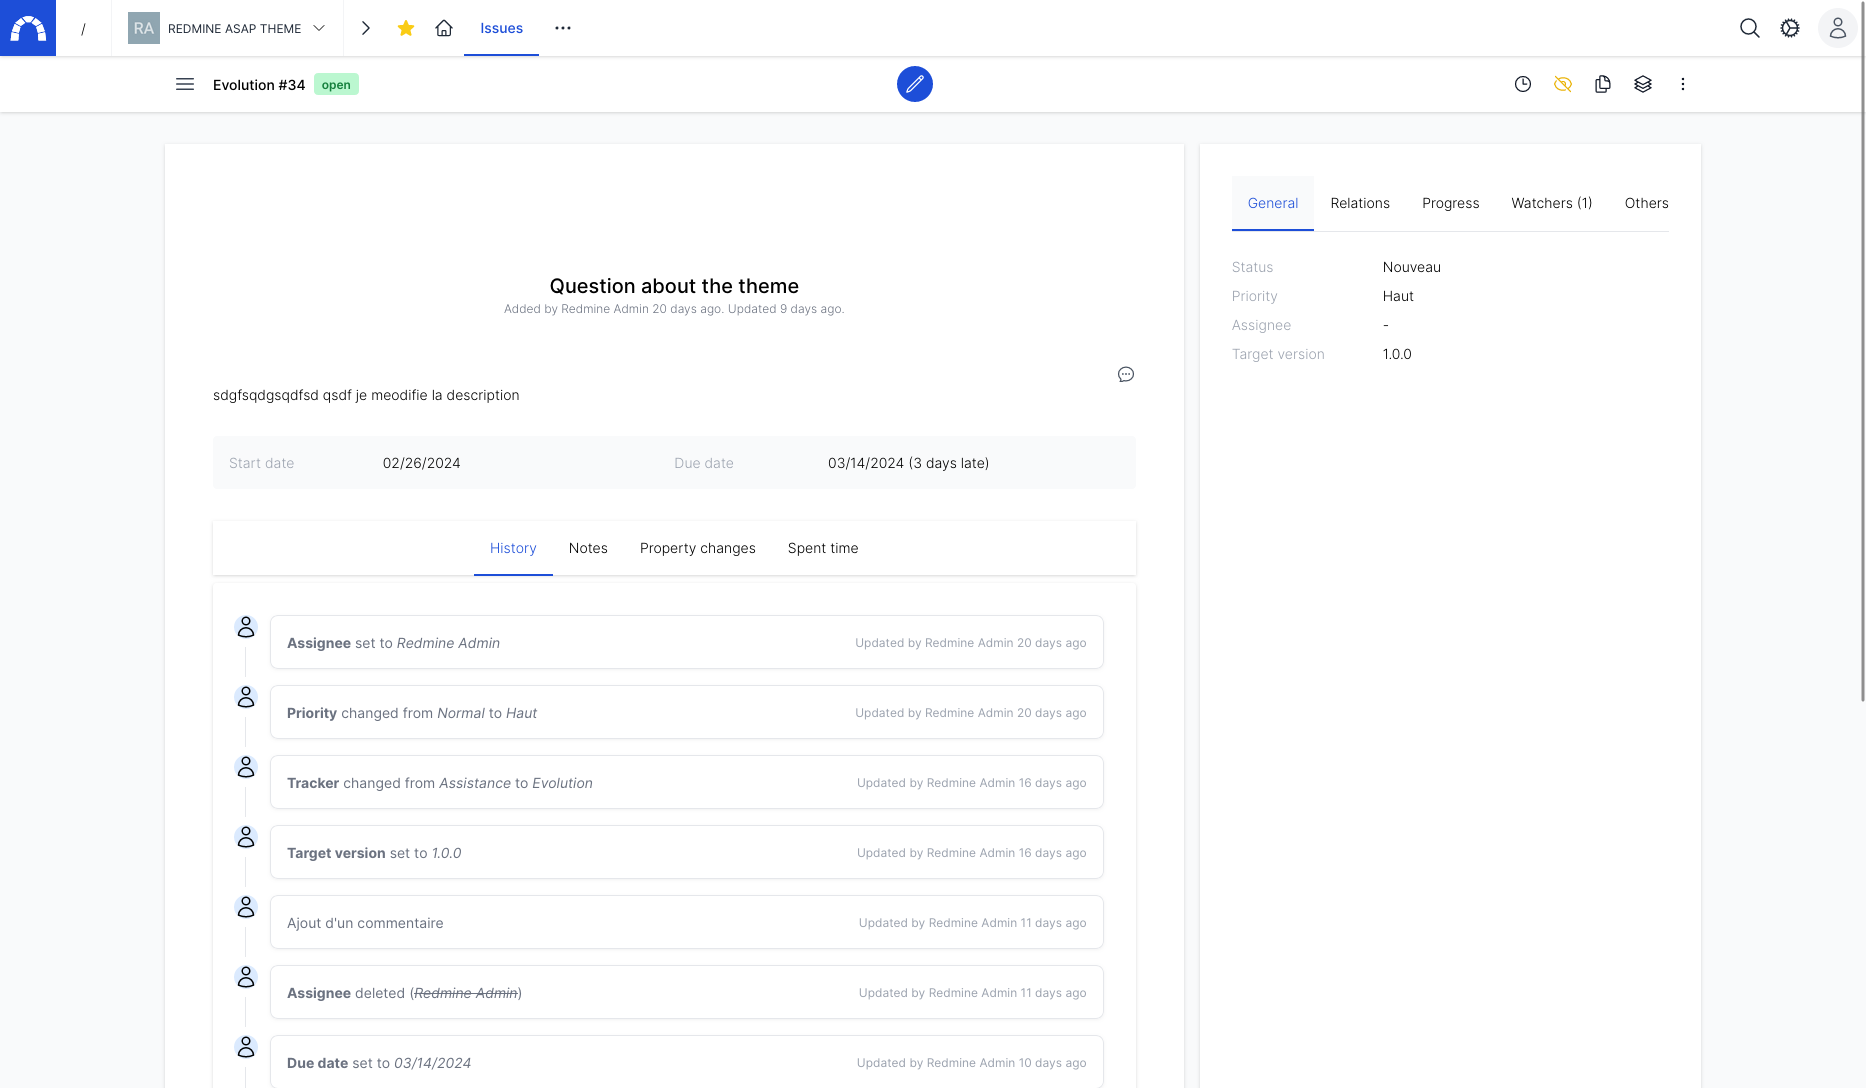 /
RA REDMINE ASAP THEME
Issues
Evolution #34 open
Question about the theme
Added by Redmine Admin 20 days ago. Updated 9 days ago.
sdgfsqdgsqdfsd qsdf je meodifie la description
Start date 02/26/2024 Due date 03/14/2024 (3 days late)
History Notes Property changes Spent time
Assignee set to Redmine Admin Updated by Redmine Admin 20 days ago
Priority changed from Normal to Haut Updated by Redmine Admin 20 days ago
Tracker changed from Assistance to Evolution Updated by Redmine Admin 16 days ago
Target version set to 1.0.0 Updated by Redmine Admin 16 days ago
Ajout d'un commentaire Updated by Redmine Admin 11 days ago
Assignee deleted (Redmine Admin) Updated by Redmine Admin 11 days ago
Due date set to 03/14/2024 Updated by Redmine Admin 10 days ago
General Relations Progress Watchers (1) Others
Status Nouveau
Priority Haut
Assignee -
Target version 1.0.0